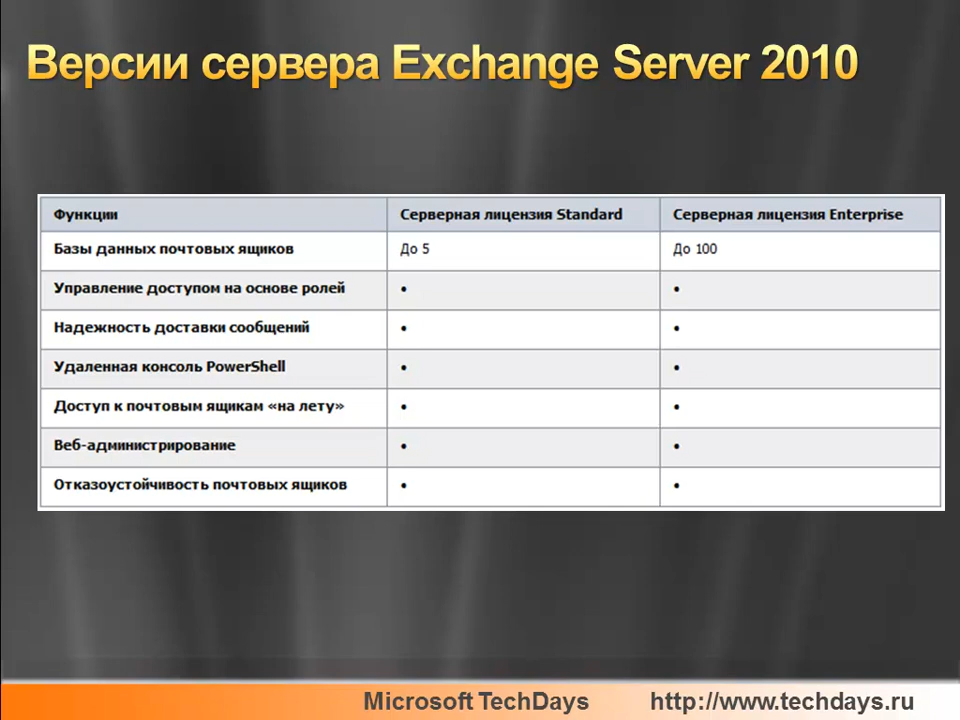 Версии сервера Exchange Server 2010
Функции Серверная лицензия Standard Серверная лицензия Enterprise
Базы данных почтовых ящиков До 5 До 100
Управление доступом на основе ролей • •
Надежность доставки сообщений • •
Удаленная консоль PowerShell • •
Доступ к почтовым ящикам «на лету» • •
Веб-администрирование • •
Отказоустойчивость почтовых ящиков • •
Microsoft TechDays http://www.techdays.ru